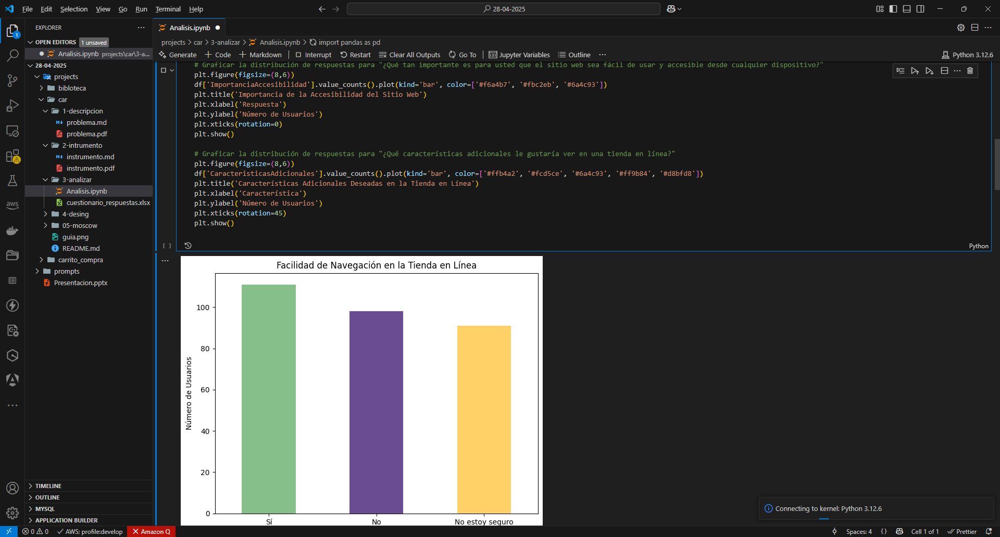 File Edit Selection View Go Run Terminal Help
28-04-2025
EXPLORER
OPEN EDITORS 1 unsaved
Analisis.ipynb projects\car\3-a...
28-04-2025
projects
bibloteca
car
1-descripcion
problema.md
problema.pdf
2-intrumento
instrumento.md
instrumento.pdf
3-analizar
Analisis.ipynb
cuestionario_respuestas.xlsx
4-desing
05-moscow
guia.png
README.md
carrito_compra
prompts
Presentacion.pptx
TIMELINE
OUTLINE
MYSQL
APPLICATION BUILDER
1
aws
Analisis.ipynb
projects > car > 3-analizar > Analisis.ipynb > import pandas as pd
Generate + Code + Markdown Interrupt Restart Clear All Outputs Go To Jupyter Variables Outline ...
Python 3.12.6
# Graficar la distribución de respuestas para "¿Qué tan importante es para usted que el sitio web sea fácil de usar y accesible desde cualquier dispositivo?"
plt.figure(figsize=(8,6))
df['ImportanciaAccesibilidad'].value_counts().plot(kind='bar', color=['#f6a4b7', '#fbc2eb', '#6a4c93'])
plt.title('Importancia de la Accesibilidad del Sitio Web')
plt.xlabel('Respuesta')
plt.ylabel('Número de Usuarios')
plt.xticks(rotation=0)
plt.show()
# Graficar la distribución de respuestas para "¿Qué características adicionales le gustaría ver en una tienda en línea?"
plt.figure(figsize=(8,6))
df['CaracteristicasAdicionales'].value_counts().plot(kind='bar', color=['#ffb4a2', '#fcd5ce', '#6a4c93', '#ff9b84', '#d8bfd8'])
plt.title('Características Adicionales Deseadas en la Tienda en Línea')
plt.xlabel('Característica')
plt.ylabel('Número de Usuarios')
plt.xticks(rotation=45)
plt.show()
[ ]
Python
Facilidad de Navegación en la Tienda en Línea
Número de Usuarios
100
80
60
40
20
0
Sí No No estoy seguro
Connecting to kernel: Python 3.12.6
0 0 AWS: profile:develop Amazon Q
Spaces: 4 {} Cell 1 of 1 Prettier